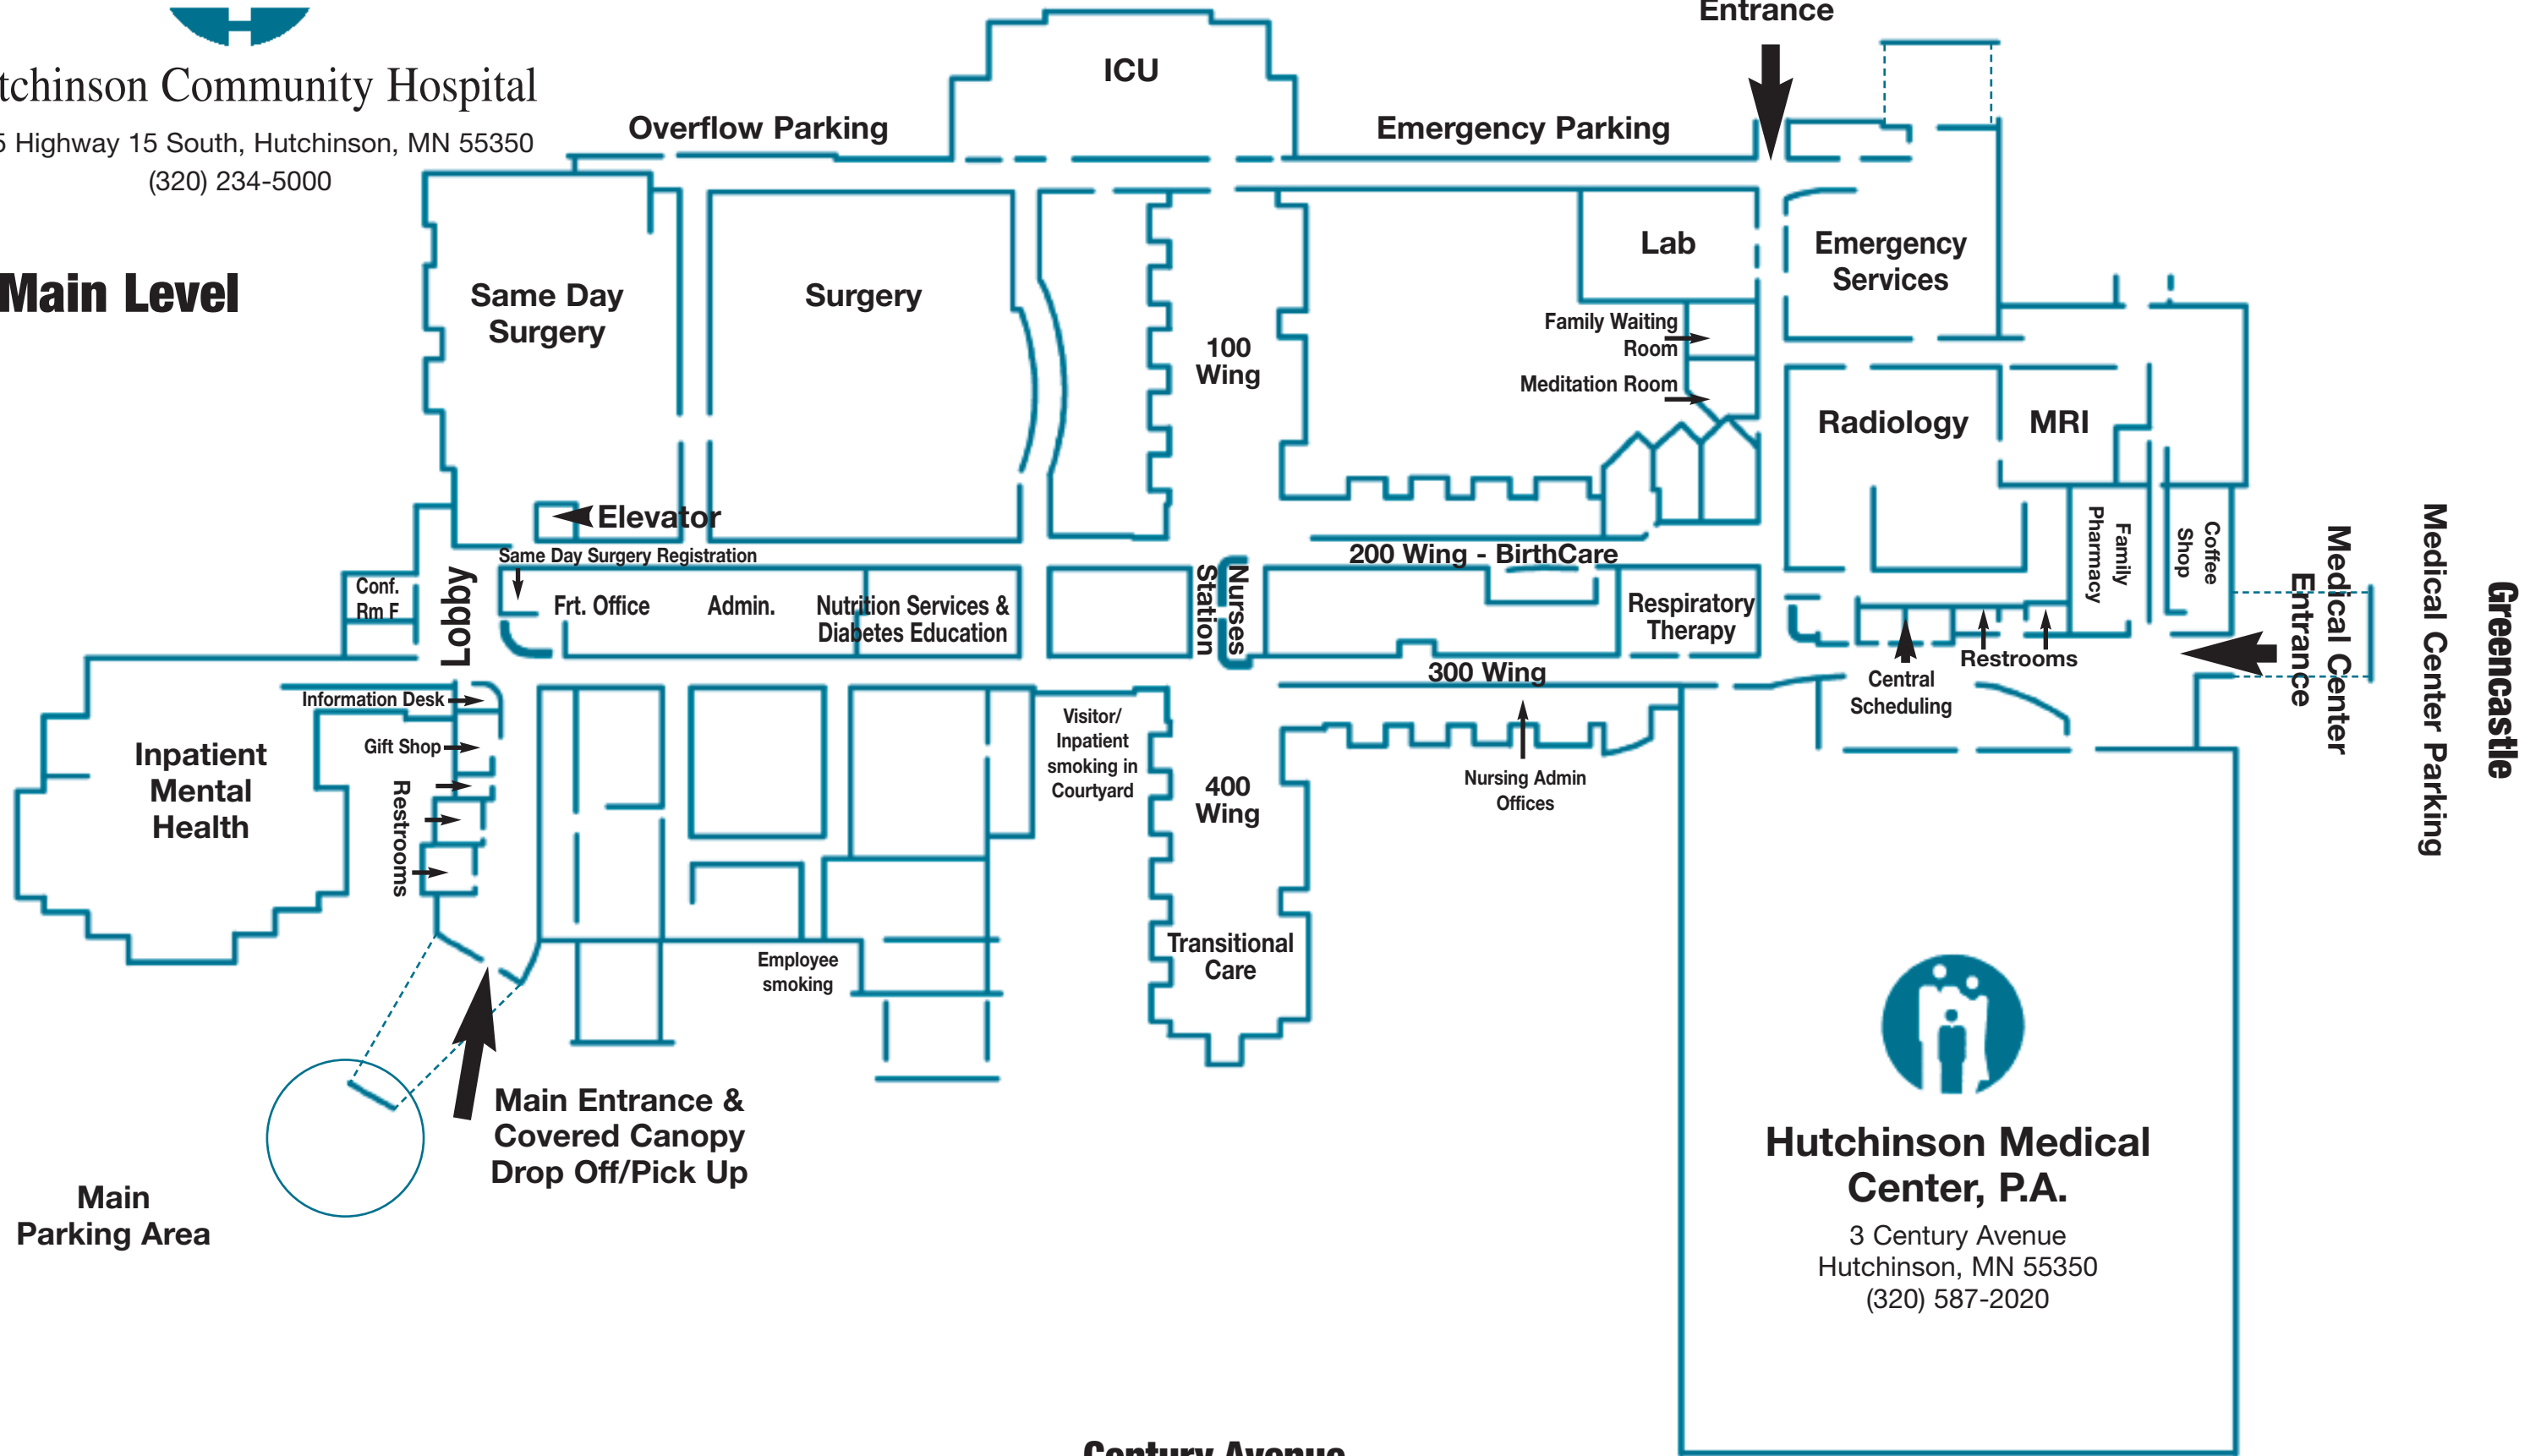 tchinson Community Hospital
5 Highway 15 South, Hutchinson, MN 55350
(320) 234-5000
Main Level
Entrance
ICU
Overflow Parking
Emergency Parking
Same Day
Surgery
Surgery
100
Wing
Lab
Emergency
Services
Family Waiting
Room
Meditation Room
Radiology
MRI
Elevator
Same Day Surgery Registration
200 Wing - BirthCare
Conf.
Rm F
Lobby
Frt. Office
Admin.
Nutrition Services &
Diabetes Education
Nurses
Station
Respiratory
Therapy
Family
Pharmacy
Coffee
Shop
Medical Center
Entrance
Medical Center Parking
Greencastle
300 Wing
Central
Scheduling
Restrooms
Information Desk
Gift Shop
Restrooms
Inpatient
Mental
Health
Visitor/
Inpatient
smoking in
Courtyard
400
Wing
Nursing Admin
Offices
Transitional
Care
Employee
smoking
Main Entrance &
Covered Canopy
Drop Off/Pick Up
Main
Parking Area
Hutchinson Medical
Center, P.A.
3 Century Avenue
Hutchinson, MN 55350
(320) 587-2020
Century Avenue